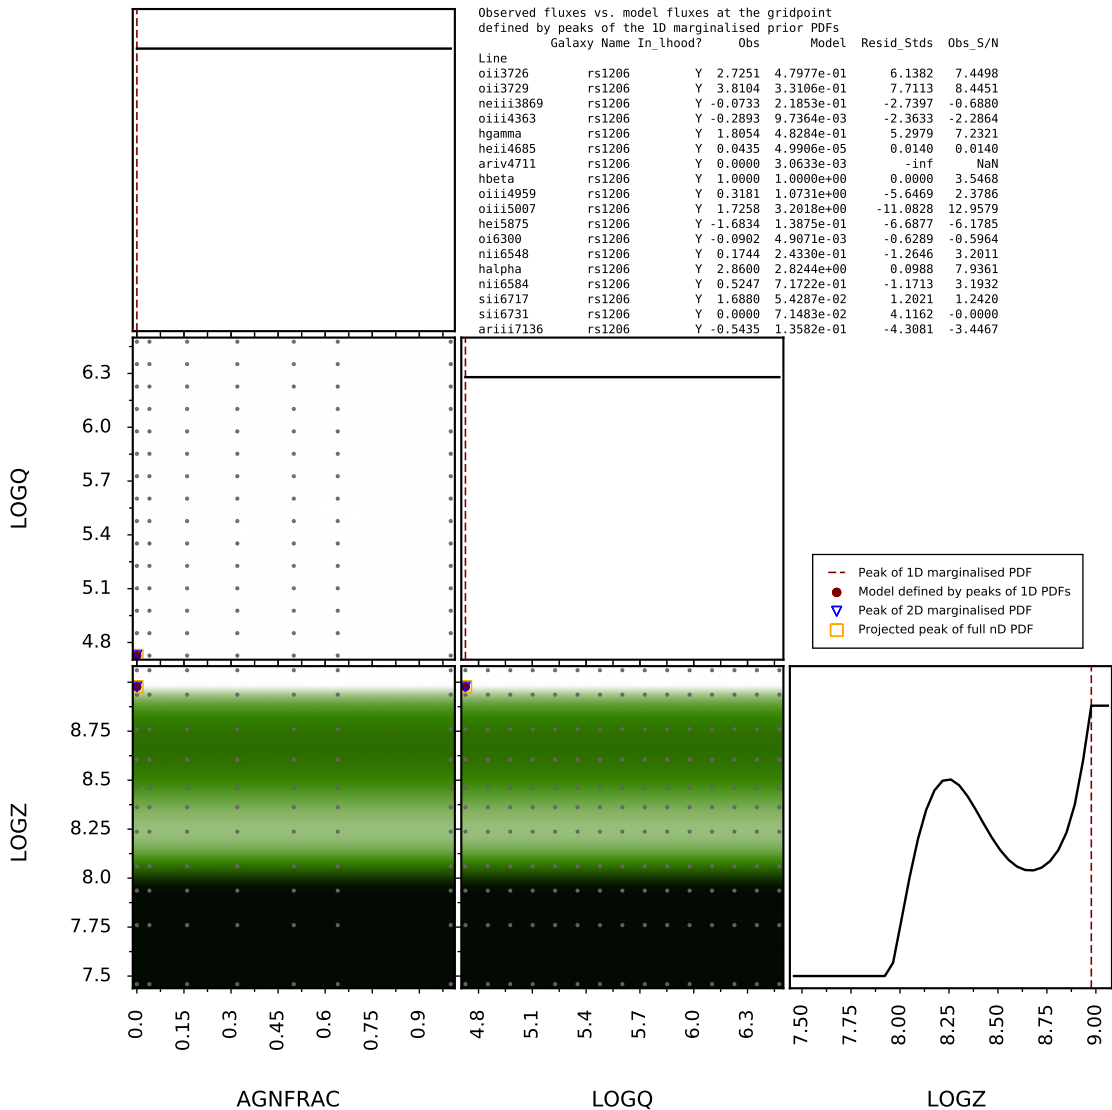 Observed fluxes vs. model fluxes at the gridpoint
defined by peaks of the 1D marginalised prior PDFs
Galaxy Name In_lhood? Obs Model Resid_Stds Obs_S/N
Line
oii3726 rs1206 Y 2.7251 4.7977e-01 6.1382 7.4498
oii3729 rs1206 Y 3.8104 3.3106e-01 7.7113 8.4451
neiii3869 rs1206 Y -0.0733 2.1853e-01 -2.7397 -0.6880
oiii4363 rs1206 Y -0.2893 9.7364e-03 -2.3633 -2.2864
hgamma rs1206 Y 1.8054 4.8284e-01 5.2979 7.2321
heii4685 rs1206 Y 0.0435 4.9906e-05 0.0140 0.0140
ariv4711 rs1206 Y 0.0000 3.0633e-03 -inf NaN
hbeta rs1206 Y 1.0000 1.0000e+00 0.0000 3.5468
oiii4959 rs1206 Y 0.3181 1.0731e+00 -5.6469 2.3786
oiii5007 rs1206 Y 1.7258 3.2018e+00 -11.0828 12.9579
hei5875 rs1206 Y -1.6834 1.3875e-01 -6.6877 -6.1785
oi6300 rs1206 Y -0.0902 4.9071e-03 -0.6289 -0.5964
nii6548 rs1206 Y 0.1744 2.4330e-01 -1.2646 3.2011
halpha rs1206 Y 2.8600 2.8244e+00 0.0988 7.9361
nii6584 rs1206 Y 0.5247 7.1722e-01 -1.1713 3.1932
sii6717 rs1206 Y 1.6880 5.4287e-02 1.2021 1.2420
sii6731 rs1206 Y 0.0000 7.1483e-02 4.1162 -0.0000
ariii7136 rs1206 Y -0.5435 1.3582e-01 -4.3081 -3.4467
6.3
6.0
5.7
5.4
5.1
4.8
LOGQ
Peak of 1D marginalised PDF
Model defined by peaks of 1D PDFs
Peak of 2D marginalised PDF
Projected peak of full nD PDF
8.75
8.5
8.25
8.0
7.75
7.5
LOGZ
0.0 0.15 0.3 0.45 0.6 0.75 0.9
4.8 5.1 5.4 5.7 6.0 6.3
7.50 7.75 8.00 8.25 8.50 8.75 9.00
AGNFRAC LOGQ LOGZ